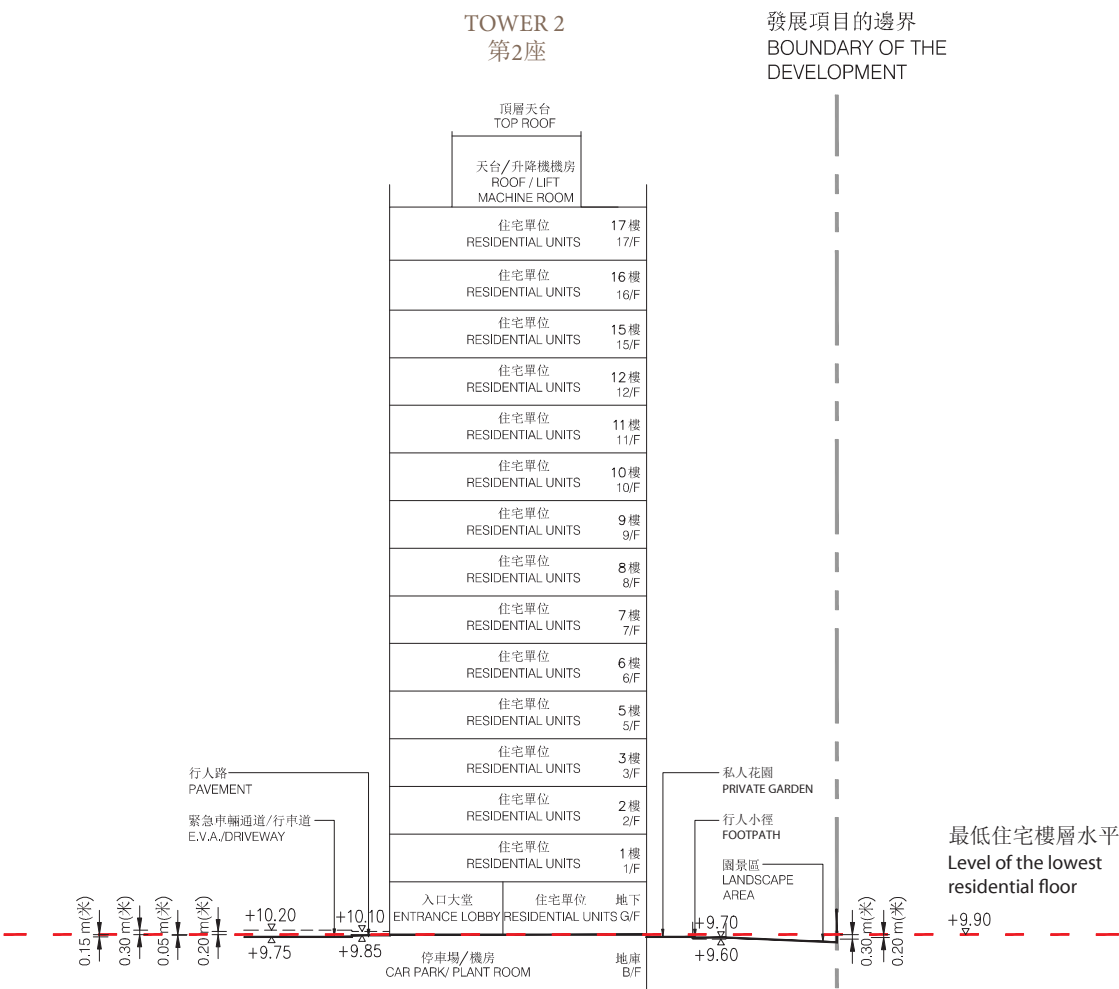 TOWER 2
第2座
發展項目的邊界
BOUNDARY OF THE
DEVELOPMENT
頂層天台
TOP ROOF
天台/升降機機房
ROOF / LIFT
MACHINE ROOM
住宅單位 17樓
RESIDENTIAL UNITS 17/F
住宅單位 16樓
RESIDENTIAL UNITS 16/F
住宅單位 15樓
RESIDENTIAL UNITS 15/F
住宅單位 12樓
RESIDENTIAL UNITS 12/F
住宅單位 11樓
RESIDENTIAL UNITS 11/F
住宅單位 10樓
RESIDENTIAL UNITS 10/F
住宅單位 9樓
RESIDENTIAL UNITS 9/F
住宅單位 8樓
RESIDENTIAL UNITS 8/F
住宅單位 7樓
RESIDENTIAL UNITS 7/F
住宅單位 6樓
RESIDENTIAL UNITS 6/F
住宅單位 5樓
RESIDENTIAL UNITS 5/F
住宅單位 3樓
RESIDENTIAL UNITS 3/F
住宅單位 2樓
RESIDENTIAL UNITS 2/F
住宅單位 1樓
RESIDENTIAL UNITS 1/F
入口大堂 住宅單位 地下
ENTRANCE LOBBY RESIDENTIAL UNITS G/F
停車場/機房 地庫
CAR PARK/ PLANT ROOM B/F
行人路
PAVEMENT
緊急車輛通道/行車道
E.V.A./DRIVEWAY
私人花園
PRIVATE GARDEN
行人小徑
FOOTPATH
園景區
LANDSCAPE
AREA
最低住宅樓層水平
Level of the lowest
residential floor
+9.90
0.15 m(米)
0.30 m(米)
0.05 m(米)
0.20 m(米)
+10.20
+9.75
+10.10
+9.85
+9.70
+9.60
0.30 m(米)
0.20 m(米)